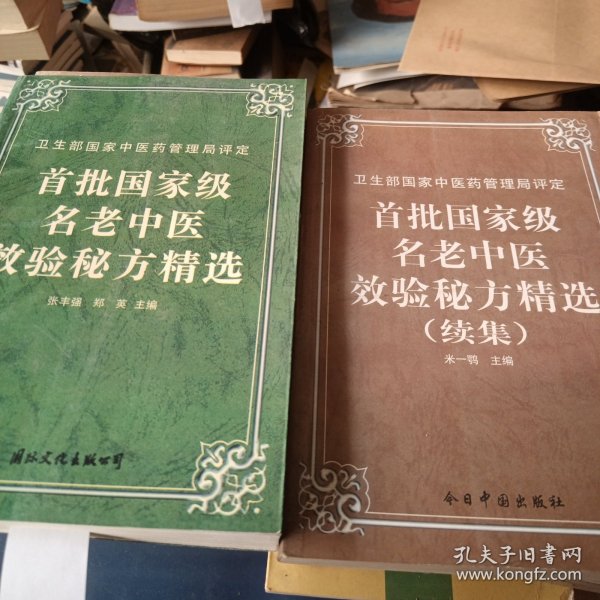 卫生部国家中医药管理局评定
首批国家级
名老中医
效验秘方精选
张丰强 郑英 主编
国际文化出版公司
卫生部国家中医药管理局评定
首批国家级
名老中医
效验秘方精选
(续集)
米一鹗 主编
今日中国出版社
孔夫子旧书网
www.kongfz.com